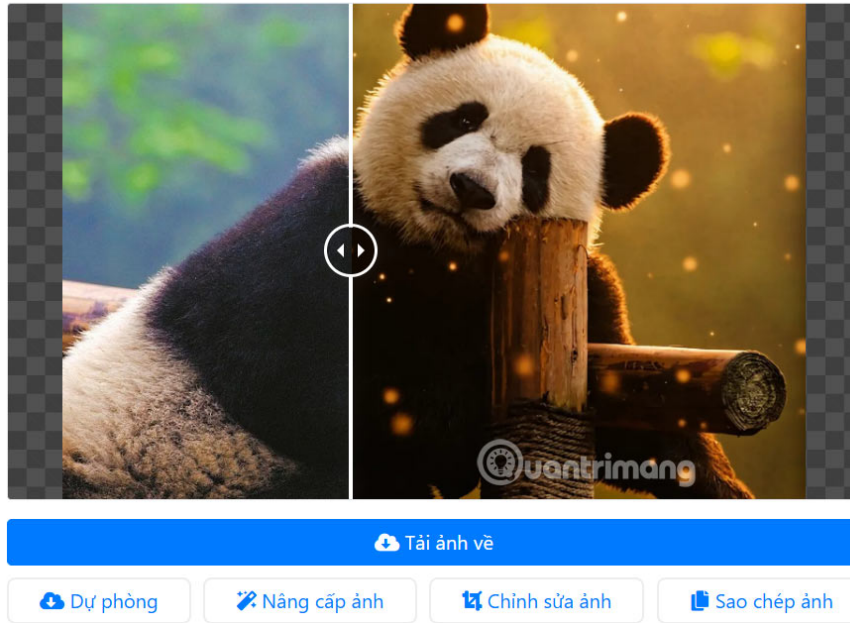 Quantrimang
Tải ảnh về
Dự phòng
Nâng cấp ảnh
Chỉnh sửa ảnh
Sao chép ảnh